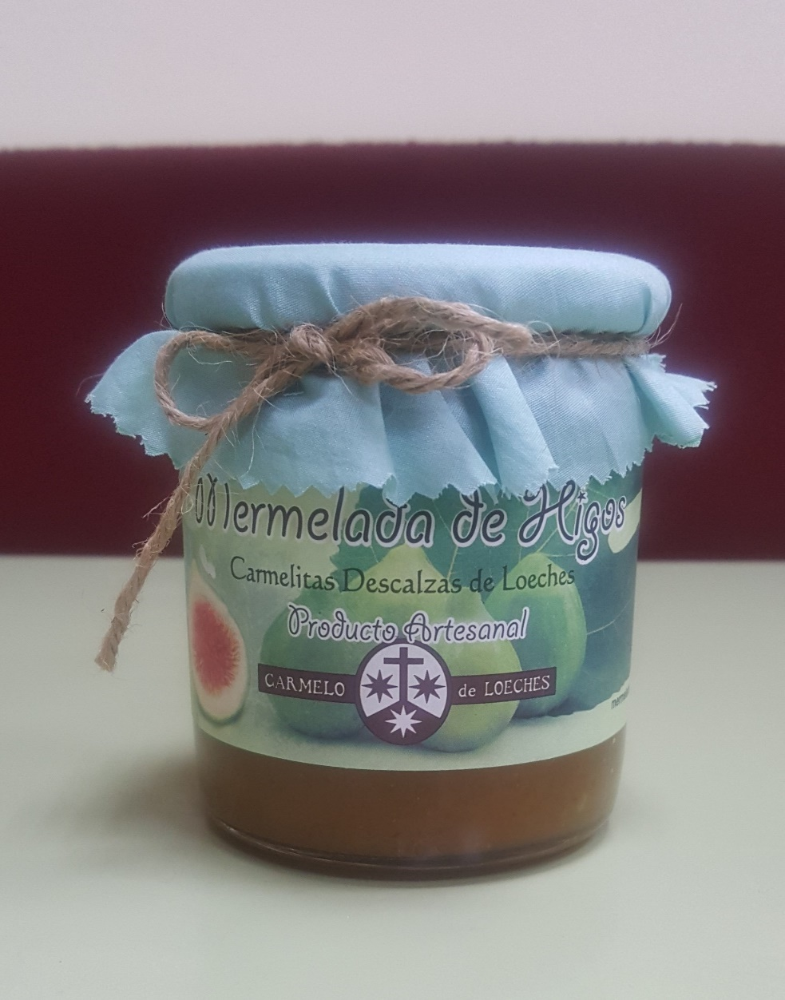 Mermelada de Higos
Carmelitas Descalzas de Loeches
Producto Artesanal
CARMELO de LOECHES